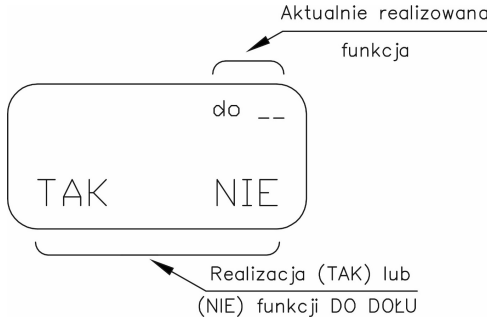 Aktualnie realizowana
funkcja
do __
TAK NIE
Realizacja (TAK) lub
(NIE) funkcji DO DOŁU